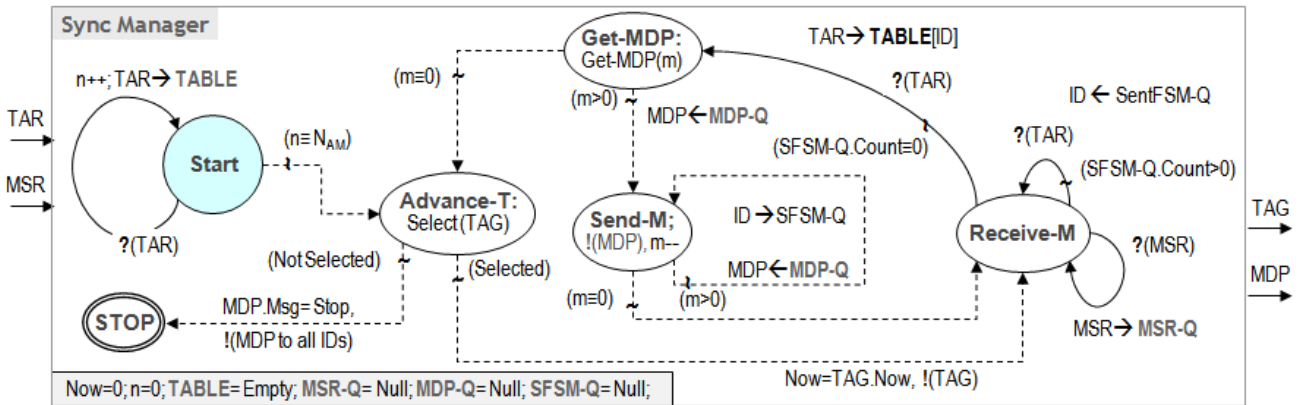 Sync Manager
n++; TAR→ TABLE
TAR
MSR
Start
?(TAR)
(n≡ N_AM)
(m≡0)
Get-MDP:
Get-MDP(m)
(m>0)
MDP←MDP-Q
TAR→ TABLE[ID]
?(TAR)
(SFSM-Q.Count≡0)
ID ← SentFSM-Q
?(TAR)
(SFSM-Q.Count>0)
Advance-T:
Select(TAG)
Send-M;
!(MDP), m--
ID →SFSM-Q
MDP←MDP-Q
Receive-M
?(MSR)
MSR→ MSR-Q
TAG
MDP
(Not Selected)
(Selected)
(m≡0)
(m>0)
STOP
MDP.Msg= Stop,
!(MDP to all IDs)
Now=TAG.Now, !(TAG)
Now=0; n=0; TABLE= Empty; MSR-Q= Null; MDP-Q= Null; SFSM-Q= Null;